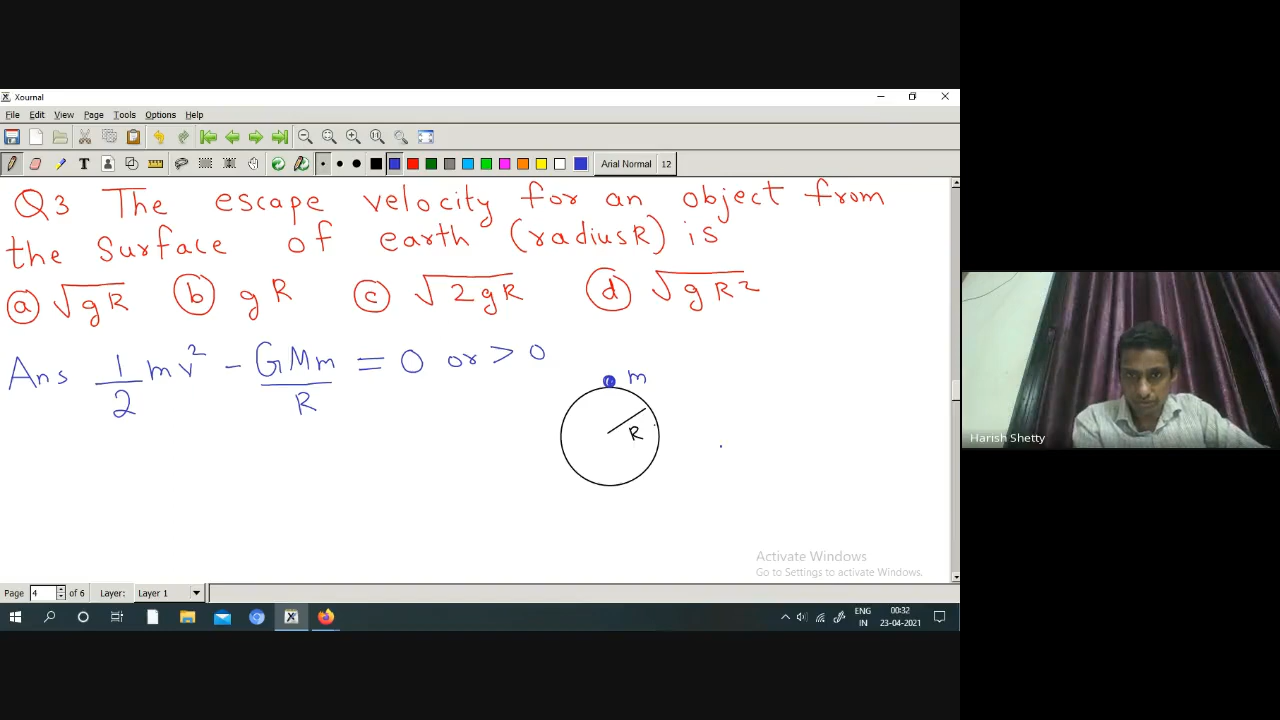 Xournal
File Edit View Page Tools Options Help
Arial Normal 12
Q3 The escape velocity for an object from
the surface of earth (radius R) is
(a) √gR (b) gR (c) √2gR (d) √gR2
Ans 1/2 mv² - GMm/R = 0 or > 0
m
R
Harish Shetty
Activate Windows
Go to Settings to activate Windows.
Page 4 of 6 Layer: Layer 1
ENG 00:32
IN 23-04-2021